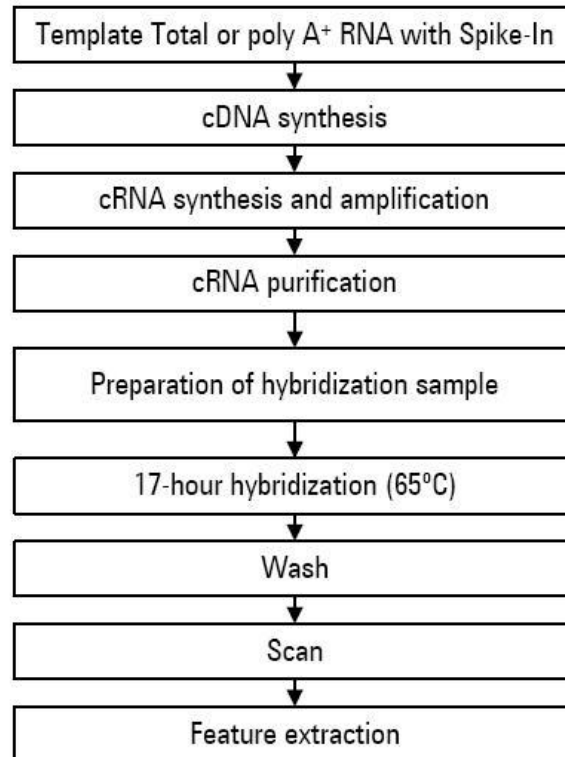 Template Total or poly A⁺ RNA with Spike-In
cDNA synthesis
cRNA synthesis and amplification
cRNA purification
Preparation of hybridization sample
17-hour hybridization (65ºC)
Wash
Scan
Feature extraction